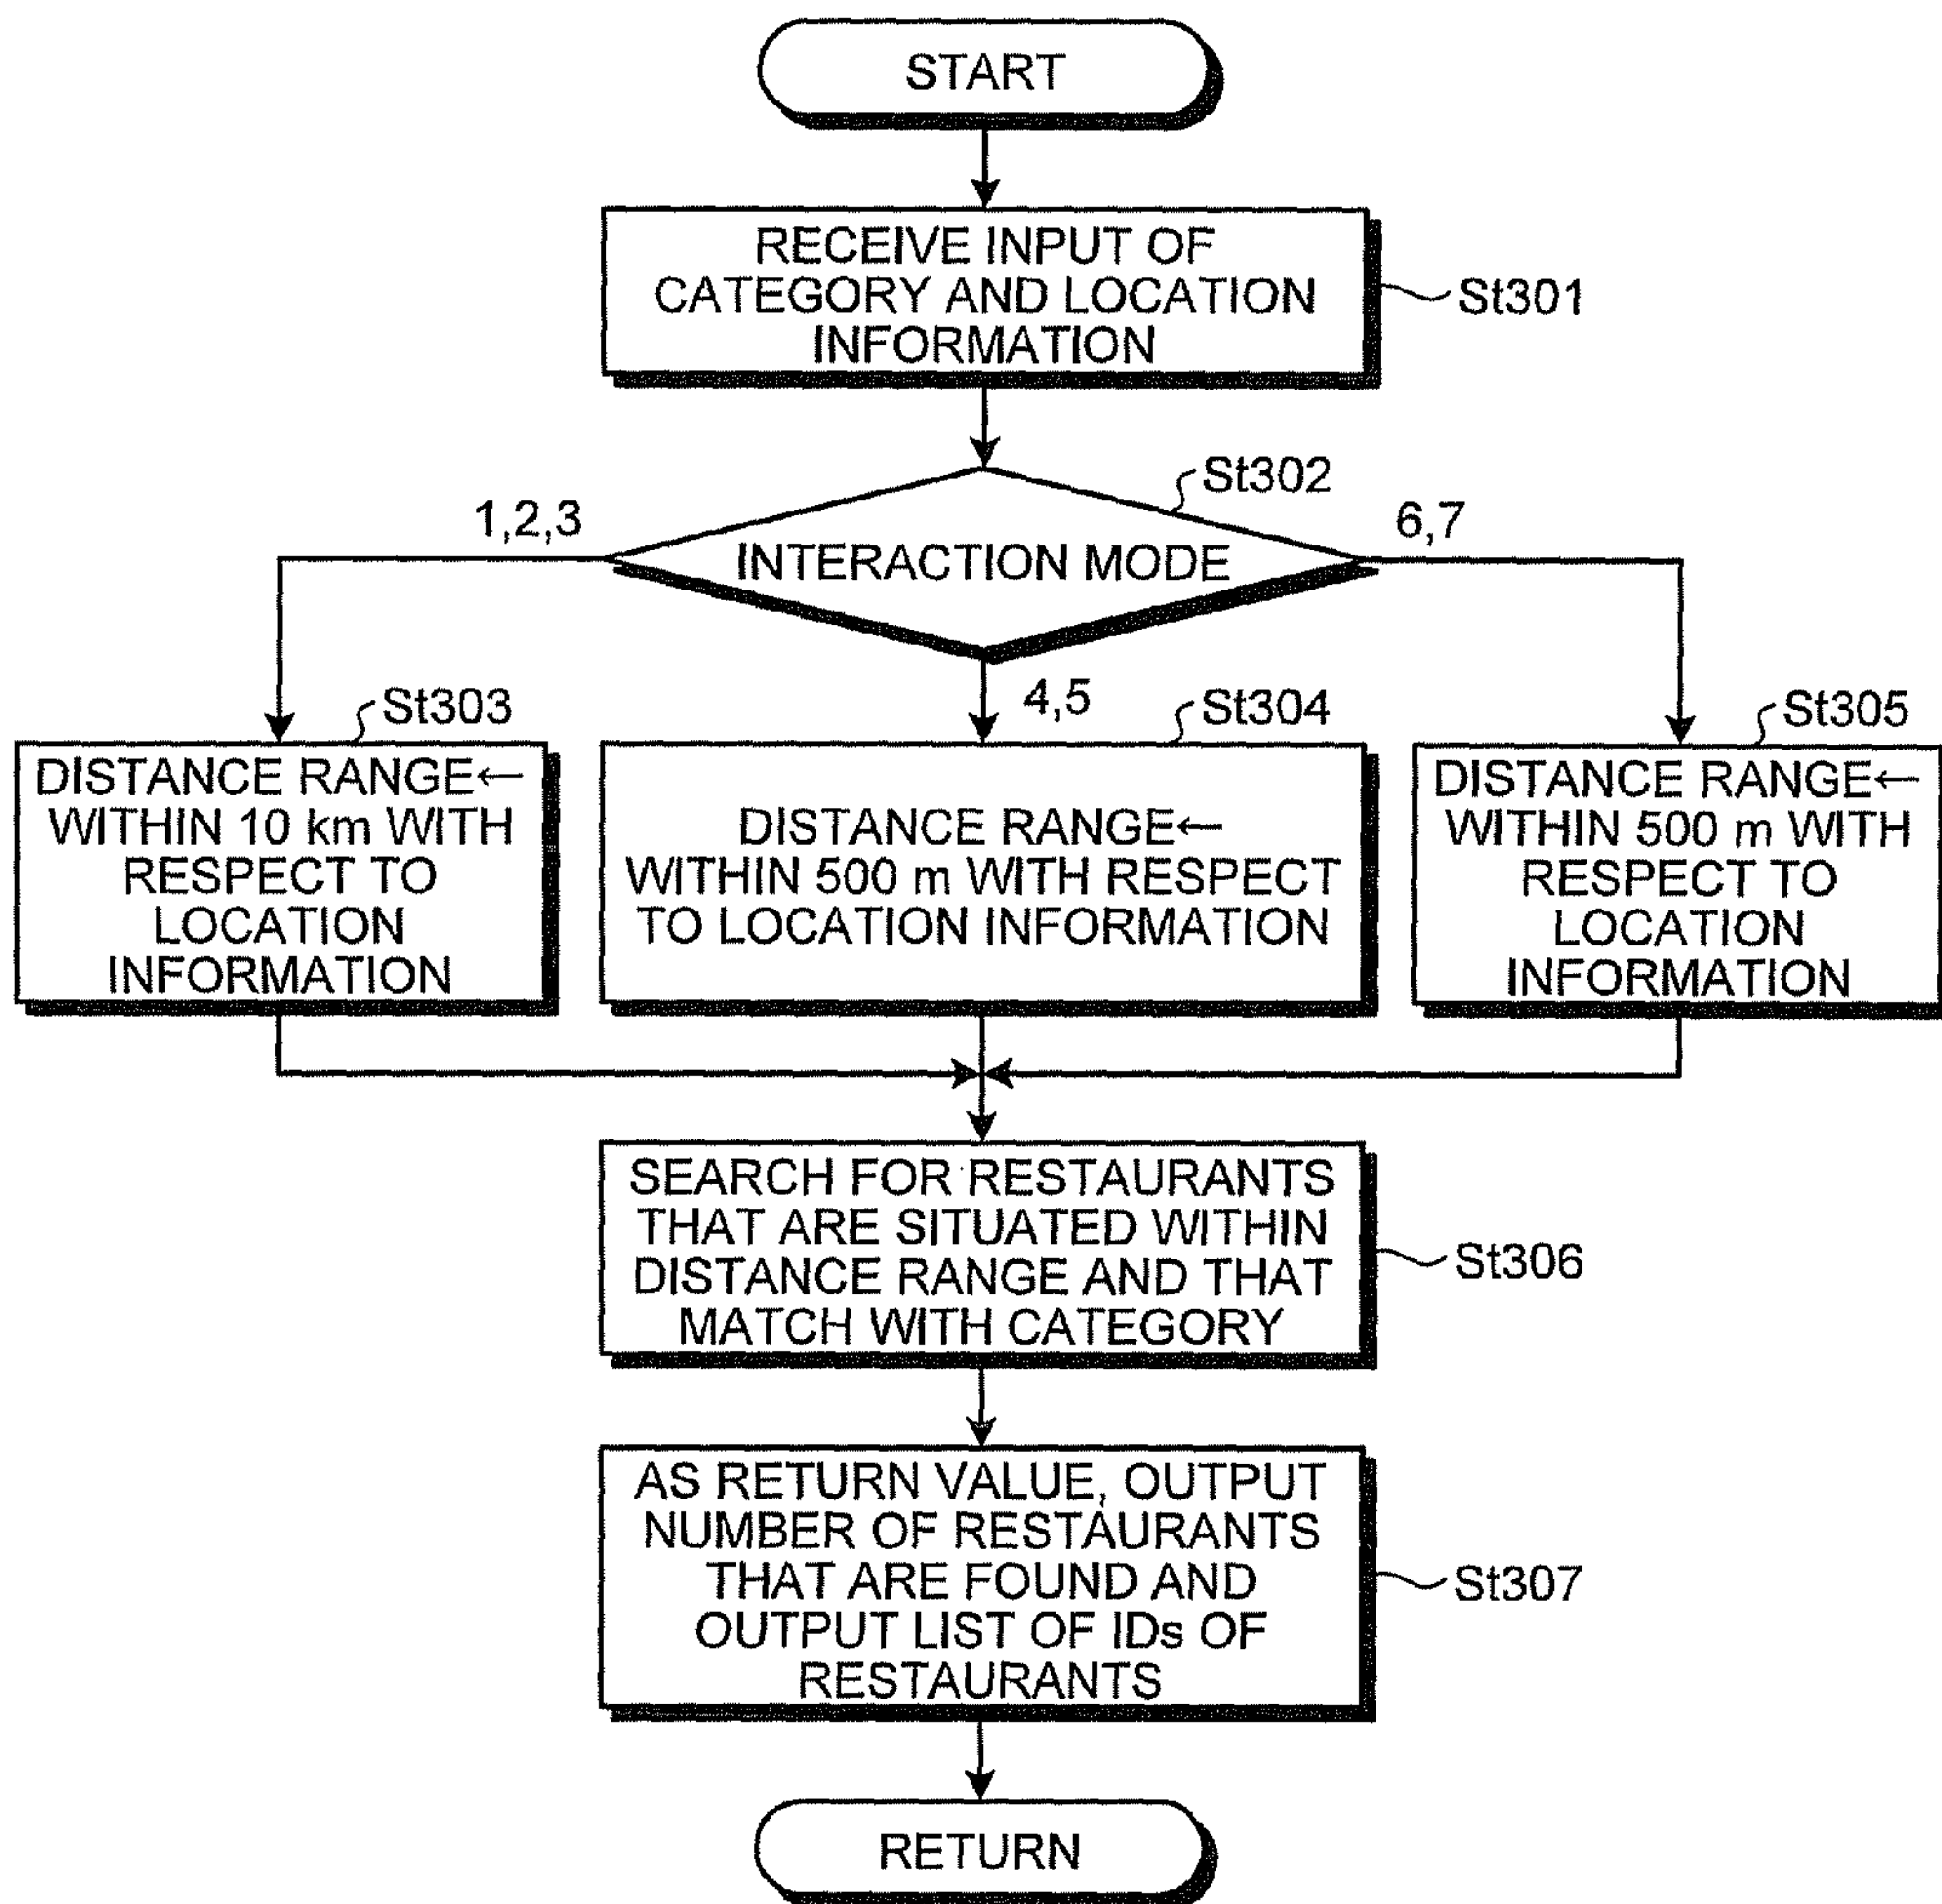 START
RECEIVE INPUT OF
CATEGORY AND LOCATION
INFORMATION
St301
St302
1,2,3
6,7
INTERACTION MODE
4,5
St303
St304
St305
DISTANCE RANGE←
WITHIN 10 km WITH
RESPECT TO
LOCATION
INFORMATION
DISTANCE RANGE←
WITHIN 500 m WITH RESPECT
TO LOCATION INFORMATION
DISTANCE RANGE←
WITHIN 500 m WITH
RESPECT TO
LOCATION
INFORMATION
SEARCH FOR RESTAURANTS
THAT ARE SITUATED WITHIN
DISTANCE RANGE AND THAT
MATCH WITH CATEGORY
St306
AS RETURN VALUE, OUTPUT
NUMBER OF RESTAURANTS
THAT ARE FOUND AND
OUTPUT LIST OF IDs OF
RESTAURANTS
St307
RETURN